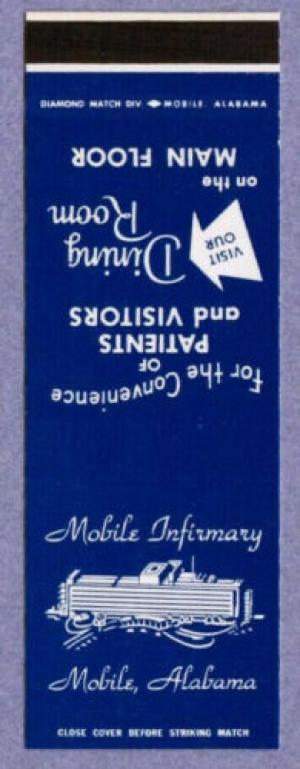 DIAMOND MATCH DIV. MOBILE, ALABAMA
For the Convenience
OF
PATIENTS
and VISITORS
VISIT
OUR
Dining
Room
on the
MAIN FLOOR
Mobile Infirmary
Mobile, Alabama
CLOSE COVER BEFORE STRIKING MATCH